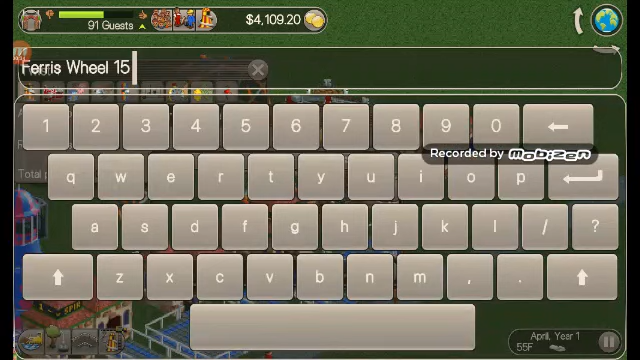 91 Guests
$4,109.20
Ferris Wheel 15
Total p
1 2 3 4 5 6 7 8 9 0
Recorded by mobizen
q w e r t y u i o p
a s d f g h j k l / ?
z x c v b n m , .
April, Year 1
55F